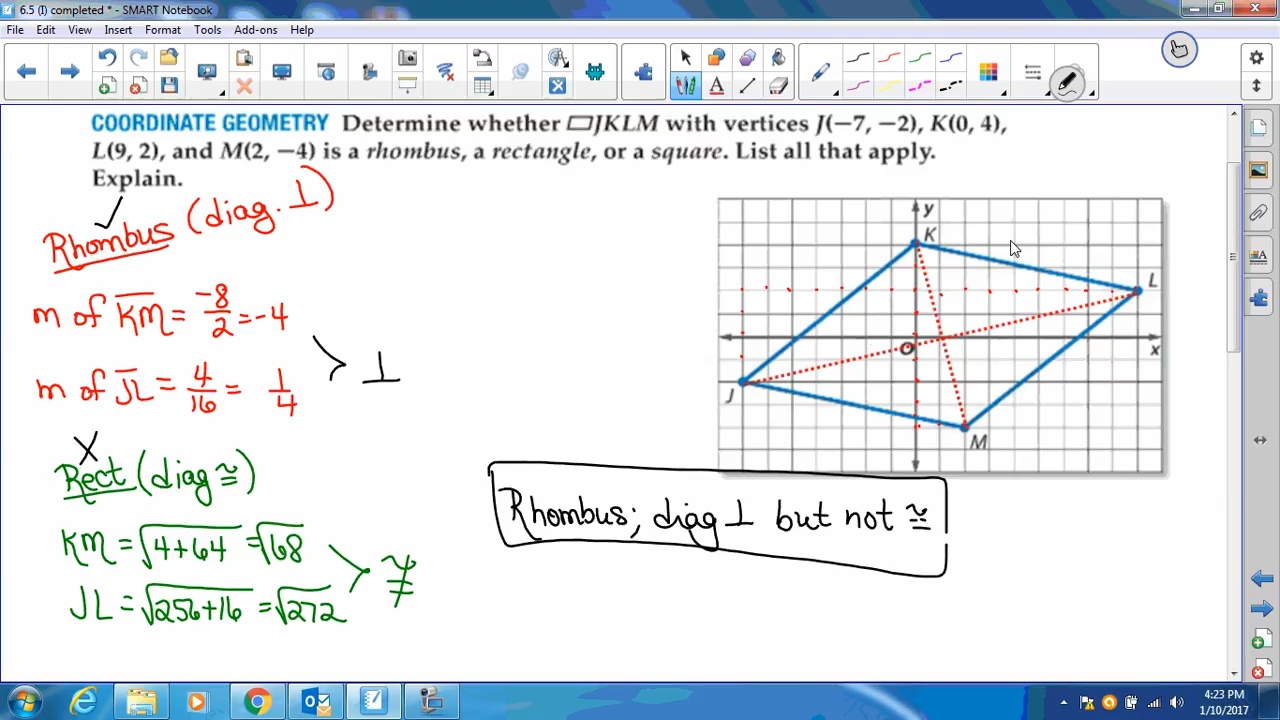 6.5 (I) completed * - SMART Notebook
File Edit View Insert Format Tools Add-ons Help
COORDINATE GEOMETRY Determine whether ▱JKLM with vertices J(−7, −2), K(0, 4),
L(9, 2), and M(2, −4) is a rhombus, a rectangle, or a square. List all that apply.
Explain.
✓
Rhombus (diag. ⊥)
m of KM = -8/2 = -4
m of JL = 4/16 = 1/4
> ⊥
X
Rect (diag ≅)
KM = √4+64 = √68
JL = √256+16 = √272
> ≇
y
K
L
O
x
J
M
Rhombus; diag ⊥ but not ≅
4:23 PM
1/10/2017